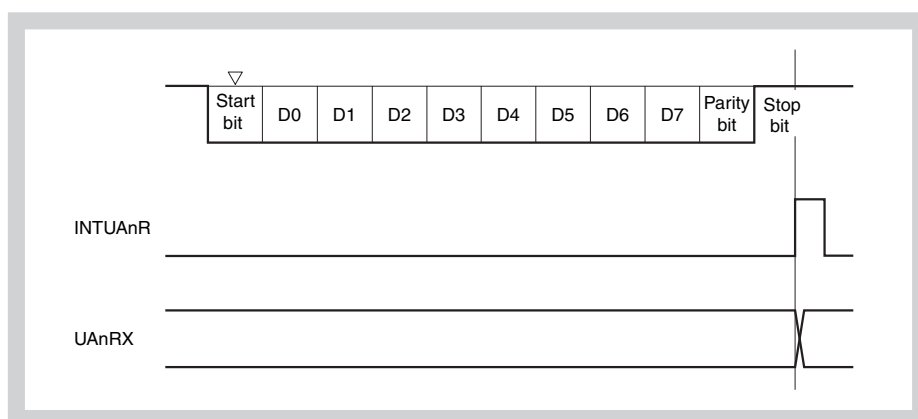 Start bit D0 D1 D2 D3 D4 D5 D6 D7 Parity bit Stop bit
INTUAnR
UAnRX